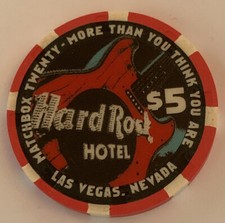 MATCHBOX TWENTY - MORE THAN YOU THINK YOU ARE
$5
Hard Rock
HOTEL
LAS VEGAS, NEVADA